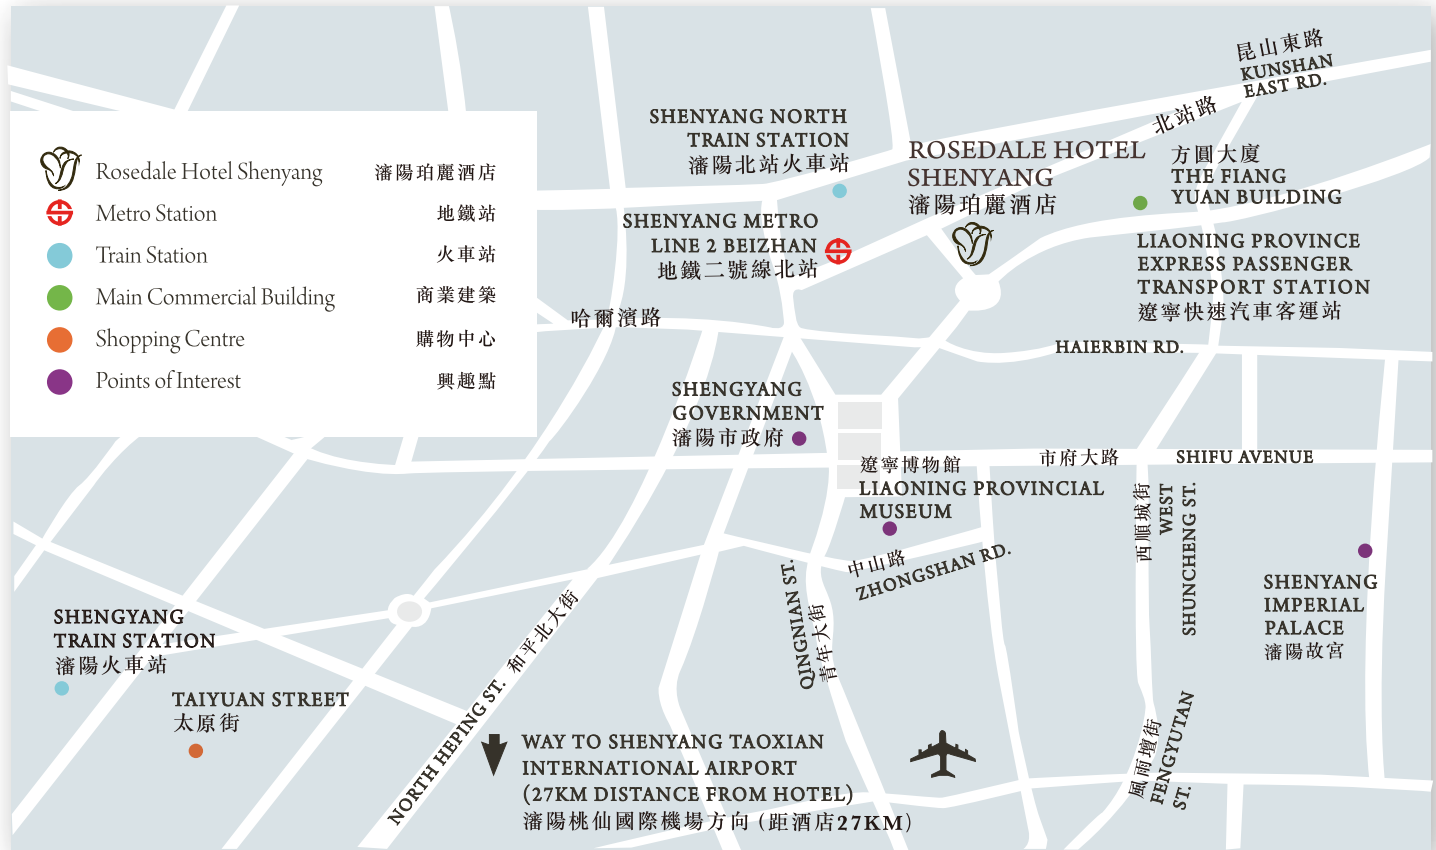 昆山東路
KUNSHAN
EAST RD.
北站路
SHENYANG NORTH
TRAIN STATION
瀋陽北站火車站
ROSEDALE HOTEL
SHENYANG
瀋陽珀麗酒店
方圓大廈
THE FIANG
YUAN BUILDING
Rosedale Hotel Shenyang 瀋陽珀麗酒店
Metro Station 地鐵站
Train Station 火車站
Main Commercial Building 商業建築
Shopping Centre 購物中心
Points of Interest 興趣點
SHENYANG METRO
LINE 2 BEIZHAN
地鐵二號線北站
LIAONING PROVINCE
EXPRESS PASSENGER
TRANSPORT STATION
遼寧快速汽車客運站
哈爾濱路
HAIERBIN RD.
SHENGYANG
GOVERNMENT
瀋陽市政府
遼寧博物館
LIAONING PROVINCIAL
MUSEUM
市府大路
SHIFU AVENUE
西順城街
WEST
SHUNCHENG ST.
中山路
ZHONGSHAN RD.
QINGNIAN ST.
青年大街
SHENYANG
IMPERIAL
PALACE
瀋陽故宮
SHENGYANG
TRAIN STATION
瀋陽火車站
TAIYUAN STREET
太原街
和平北大街
NORTH HEPING ST.
風雨壇街
FENGYUTAN
ST.
WAY TO SHENYANG TAOXIAN
INTERNATIONAL AIRPORT
(27KM DISTANCE FROM HOTEL)
瀋陽桃仙國際機場方向 (距酒店27KM)